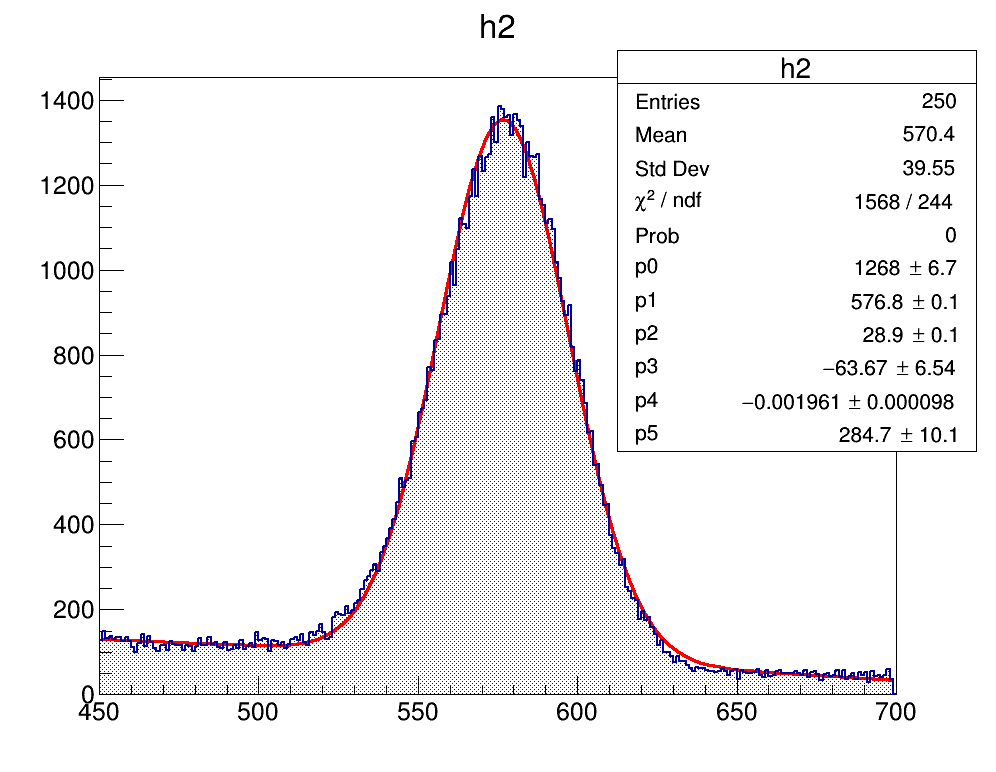 h2
h2
Entries 250
Mean 570.4
Std Dev 39.55
χ² / ndf 1568 / 244
Prob 0
p0 1268 ± 6.7
p1 576.8 ± 0.1
p2 28.9 ± 0.1
p3 −63.67 ± 6.54
p4 −0.001961 ± 0.000098
p5 284.7 ± 10.1
1400
1200
1000
800
600
400
200
0
450 500 550 600 650 700